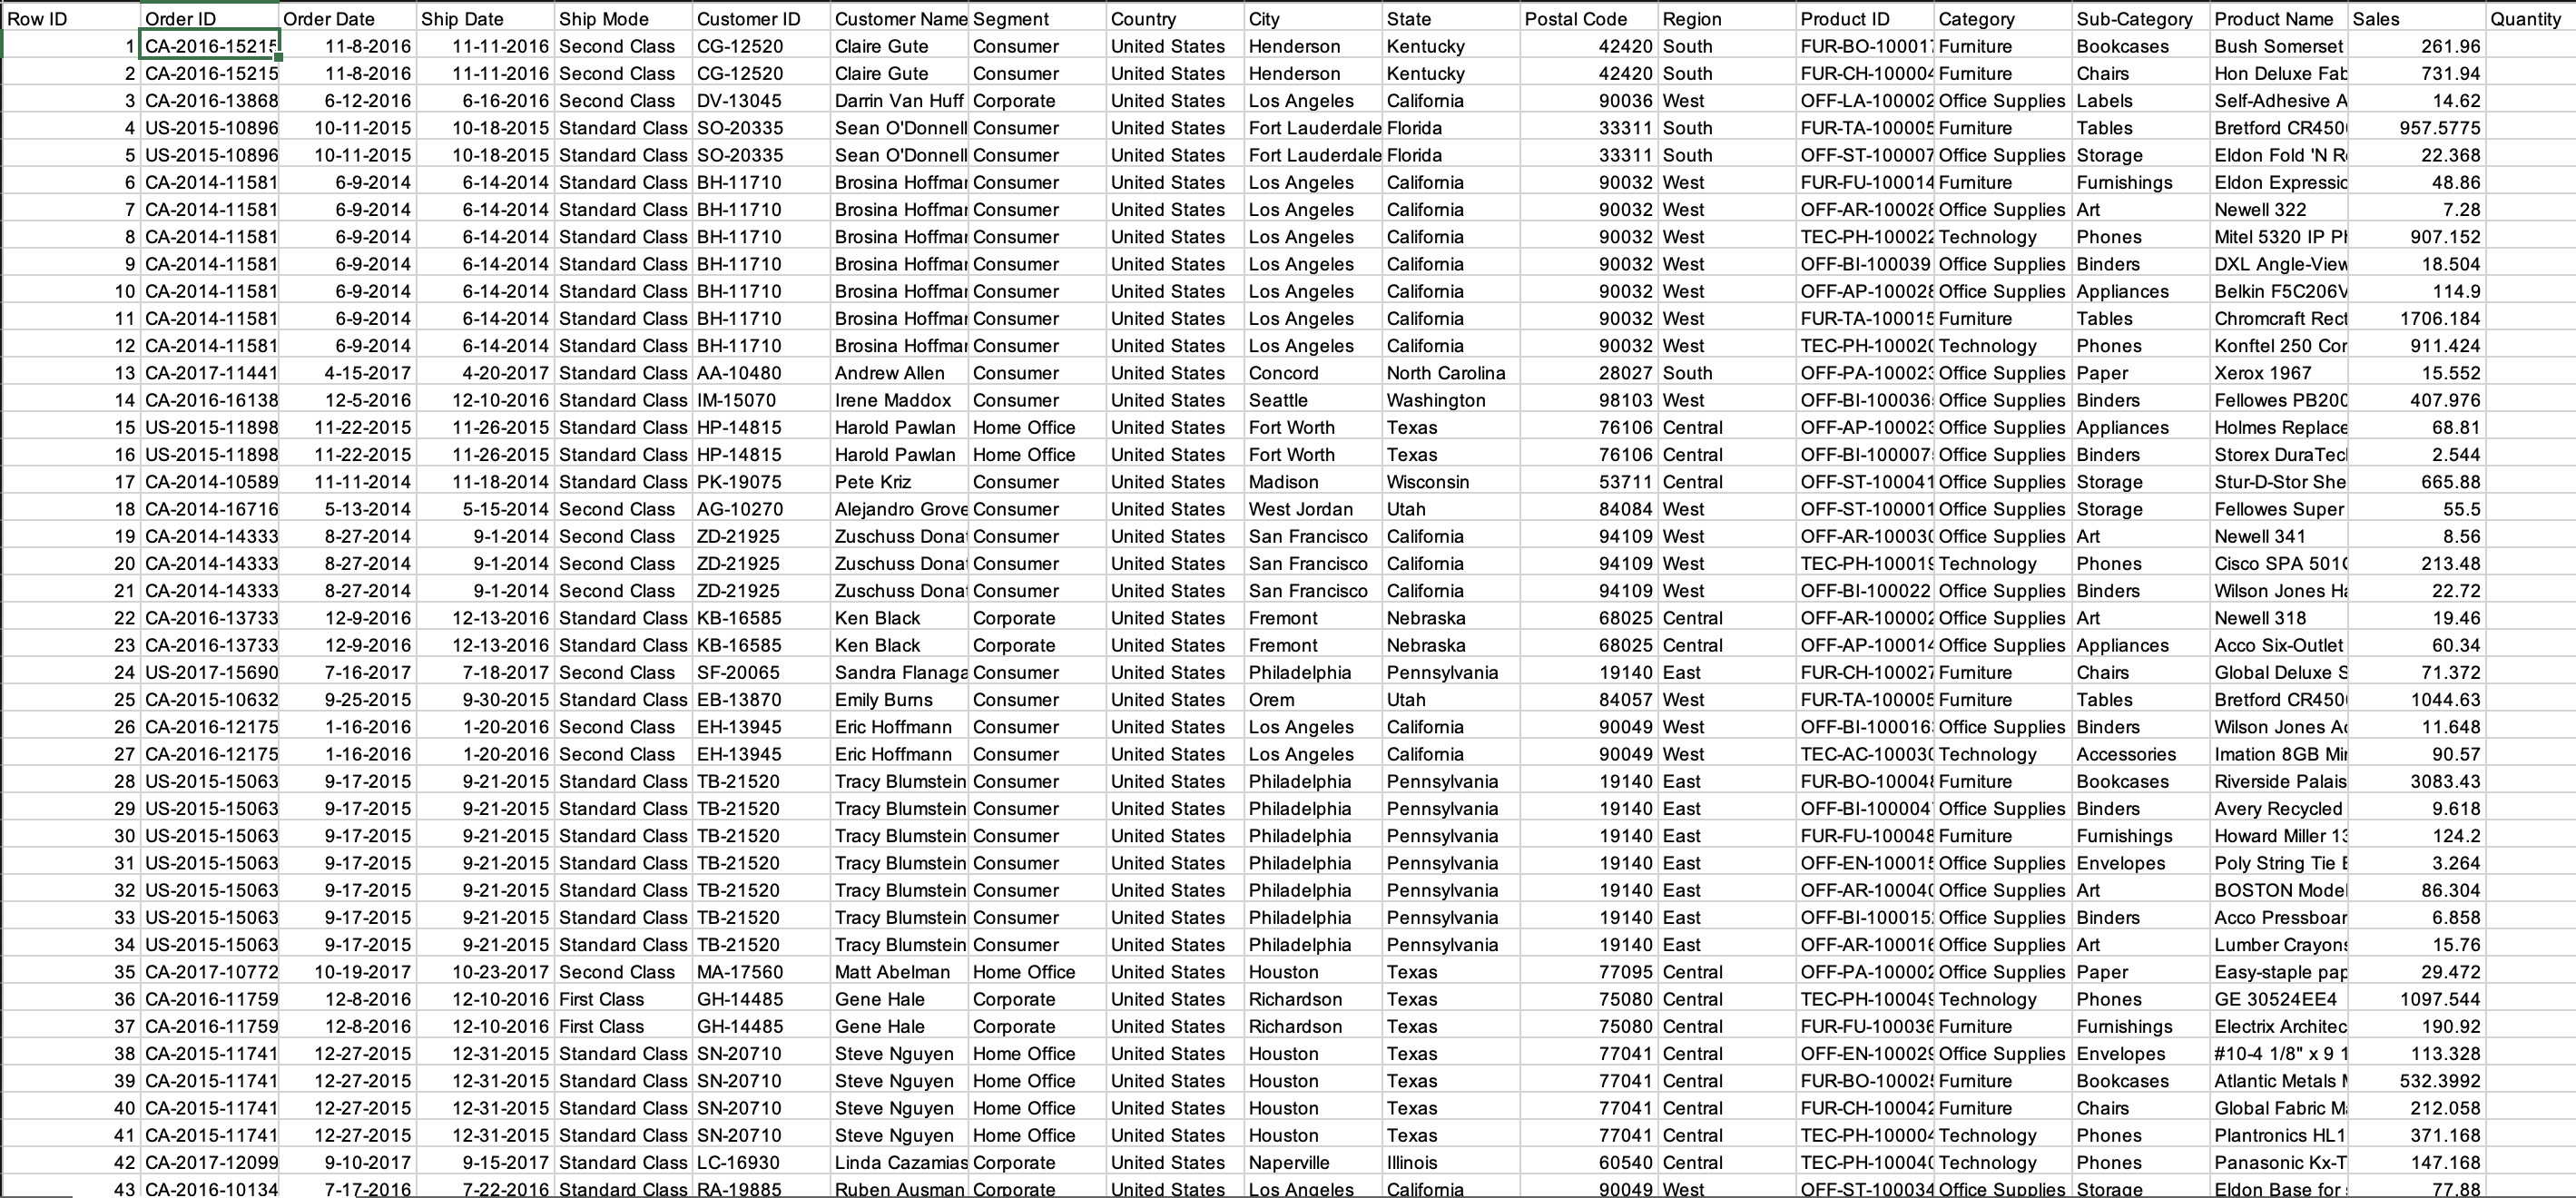 Row ID Order ID Order Date Ship Date Ship Mode Customer ID Customer Name Segment Country City State Postal Code Region Product ID Category Sub-Category Product Name Sales Quantity
1 CA-2016-15215 11-8-2016 11-11-2016 Second Class CG-12520 Claire Gute Consumer United States Henderson Kentucky 42420 South FUR-BO-10001 Furniture Bookcases Bush Somerset 261.96
2 CA-2016-15215 11-8-2016 11-11-2016 Second Class CG-12520 Claire Gute Consumer United States Henderson Kentucky 42420 South FUR-CH-10000 Furniture Chairs Hon Deluxe Fab 731.94
3 CA-2016-13868 6-12-2016 6-16-2016 Second Class DV-13045 Darrin Van Huff Corporate United States Los Angeles California 90036 West OFF-LA-100002 Office Supplies Labels Self-Adhesive A 14.62
4 US-2015-10896 10-11-2015 10-18-2015 Standard Class SO-20335 Sean O'Donnell Consumer United States Fort Lauderdale Florida 33311 South FUR-TA-100005 Furniture Tables Bretford CR450 957.5775
5 US-2015-10896 10-11-2015 10-18-2015 Standard Class SO-20335 Sean O'Donnell Consumer United States Fort Lauderdale Florida 33311 South OFF-ST-100007 Office Supplies Storage Eldon Fold 'N R 22.368
6 CA-2014-11581 6-9-2014 6-14-2014 Standard Class BH-11710 Brosina Hoffma Consumer United States Los Angeles California 90032 West FUR-FU-100014 Furniture Furnishings Eldon Expressic 48.86
7 CA-2014-11581 6-9-2014 6-14-2014 Standard Class BH-11710 Brosina Hoffma Consumer United States Los Angeles California 90032 West OFF-AR-100028 Office Supplies Art Newell 322 7.28
8 CA-2014-11581 6-9-2014 6-14-2014 Standard Class BH-11710 Brosina Hoffma Consumer United States Los Angeles California 90032 West TEC-PH-100022 Technology Phones Mitel 5320 IP Ph 907.152
9 CA-2014-11581 6-9-2014 6-14-2014 Standard Class BH-11710 Brosina Hoffma Consumer United States Los Angeles California 90032 West OFF-BI-100039 Office Supplies Binders DXL Angle-View 18.504
10 CA-2014-11581 6-9-2014 6-14-2014 Standard Class BH-11710 Brosina Hoffma Consumer United States Los Angeles California 90032 West OFF-AP-100028 Office Supplies Appliances Belkin F5C206V 114.9
11 CA-2014-11581 6-9-2014 6-14-2014 Standard Class BH-11710 Brosina Hoffma Consumer United States Los Angeles California 90032 West FUR-TA-100015 Furniture Tables Chromcraft Rect 1706.184
12 CA-2014-11581 6-9-2014 6-14-2014 Standard Class BH-11710 Brosina Hoffma Consumer United States Los Angeles California 90032 West TEC-PH-100020 Technology Phones Konftel 250 Con 911.424
13 CA-2017-11441 4-15-2017 4-20-2017 Standard Class AA-10480 Andrew Allen Consumer United States Concord North Carolina 28027 South OFF-PA-100023 Office Supplies Paper Xerox 1967 15.552
14 CA-2016-16138 12-5-2016 12-10-2016 Standard Class IM-15070 Irene Maddox Consumer United States Seattle Washington 98103 West OFF-BI-100036 Office Supplies Binders Fellowes PB200 407.976
15 US-2015-11898 11-22-2015 11-26-2015 Standard Class HP-14815 Harold Pawlan Home Office United States Fort Worth Texas 76106 Central OFF-AP-100023 Office Supplies Appliances Holmes Replace 68.81
16 US-2015-11898 11-22-2015 11-26-2015 Standard Class HP-14815 Harold Pawlan Home Office United States Fort Worth Texas 76106 Central OFF-BI-100007 Office Supplies Binders Storex DuraTec 2.544
17 CA-2014-10589 11-11-2014 11-18-2014 Standard Class PK-19075 Pete Kriz Consumer United States Madison Wisconsin 53711 Central OFF-ST-100041 Office Supplies Storage Stur-D-Stor She 665.88
18 CA-2014-16716 5-13-2014 5-15-2014 Second Class AG-10270 Alejandro Grove Consumer United States West Jordan Utah 84084 West OFF-ST-100001 Office Supplies Storage Fellowes Super 55.5
19 CA-2014-14333 8-27-2014 9-1-2014 Second Class ZD-21925 Zuschuss Dona Consumer United States San Francisco California 94109 West OFF-AR-100030 Office Supplies Art Newell 341 8.56
20 CA-2014-14333 8-27-2014 9-1-2014 Second Class ZD-21925 Zuschuss Dona Consumer United States San Francisco California 94109 West TEC-PH-100019 Technology Phones Cisco SPA 501 213.48
21 CA-2014-14333 8-27-2014 9-1-2014 Second Class ZD-21925 Zuschuss Dona Consumer United States San Francisco California 94109 West OFF-BI-100022 Office Supplies Binders Wilson Jones Ha 22.72
22 CA-2016-13733 12-9-2016 12-13-2016 Standard Class KB-16585 Ken Black Corporate United States Fremont Nebraska 68025 Central OFF-AR-100002 Office Supplies Art Newell 318 19.46
23 CA-2016-13733 12-9-2016 12-13-2016 Standard Class KB-16585 Ken Black Corporate United States Fremont Nebraska 68025 Central OFF-AP-100014 Office Supplies Appliances Acco Six-Outlet 60.34
24 US-2017-15690 7-16-2017 7-18-2017 Second Class SF-20065 Sandra Flanaga Consumer United States Philadelphia Pennsylvania 19140 East FUR-CH-100027 Furniture Chairs Global Deluxe S 71.372
25 CA-2015-10632 9-25-2015 9-30-2015 Standard Class EB-13870 Emily Burns Consumer United States Orem Utah 84057 West FUR-TA-100005 Furniture Tables Bretford CR450 1044.63
26 CA-2016-12175 1-16-2016 1-20-2016 Second Class EH-13945 Eric Hoffmann Consumer United States Los Angeles California 90049 West OFF-BI-100016 Office Supplies Binders Wilson Jones Ac 11.648
27 CA-2016-12175 1-16-2016 1-20-2016 Second Class EH-13945 Eric Hoffmann Consumer United States Los Angeles California 90049 West TEC-AC-100030 Technology Accessories Imation 8GB Mi 90.57
28 US-2015-15063 9-17-2015 9-21-2015 Standard Class TB-21520 Tracy Blumstein Consumer United States Philadelphia Pennsylvania 19140 East FUR-BO-100048 Furniture Bookcases Riverside Palais 3083.43
29 US-2015-15063 9-17-2015 9-21-2015 Standard Class TB-21520 Tracy Blumstein Consumer United States Philadelphia Pennsylvania 19140 East OFF-BI-100004 Office Supplies Binders Avery Recycled 9.618
30 US-2015-15063 9-17-2015 9-21-2015 Standard Class TB-21520 Tracy Blumstein Consumer United States Philadelphia Pennsylvania 19140 East FUR-FU-100048 Furniture Furnishings Howard Miller 13 124.2
31 US-2015-15063 9-17-2015 9-21-2015 Standard Class TB-21520 Tracy Blumstein Consumer United States Philadelphia Pennsylvania 19140 East OFF-EN-100015 Office Supplies Envelopes Poly String Tie E 3.264
32 US-2015-15063 9-17-2015 9-21-2015 Standard Class TB-21520 Tracy Blumstein Consumer United States Philadelphia Pennsylvania 19140 East OFF-AR-100040 Office Supplies Art BOSTON Model 86.304
33 US-2015-15063 9-17-2015 9-21-2015 Standard Class TB-21520 Tracy Blumstein Consumer United States Philadelphia Pennsylvania 19140 East OFF-BI-100015 Office Supplies Binders Acco Pressboar 6.858
34 US-2015-15063 9-17-2015 9-21-2015 Standard Class TB-21520 Tracy Blumstein Consumer United States Philadelphia Pennsylvania 19140 East OFF-AR-100016 Office Supplies Art Lumber Crayons 15.76
35 CA-2017-10772 10-19-2017 10-23-2017 Second Class MA-17560 Matt Abelman Home Office United States Houston Texas 77095 Central OFF-PA-100002 Office Supplies Paper Easy-staple pap 29.472
36 CA-2016-11759 12-8-2016 12-10-2016 First Class GH-14485 Gene Hale Corporate United States Richardson Texas 75080 Central TEC-PH-100049 Technology Phones GE 30524EE4 1097.544
37 CA-2016-11759 12-8-2016 12-10-2016 First Class GH-14485 Gene Hale Corporate United States Richardson Texas 75080 Central FUR-FU-100036 Furniture Furnishings Electrix Architec 190.92
38 CA-2015-11741 12-27-2015 12-31-2015 Standard Class SN-20710 Steve Nguyen Home Office United States Houston Texas 77041 Central OFF-EN-100029 Office Supplies Envelopes #10-4 1/8" x 9 1 113.328
39 CA-2015-11741 12-27-2015 12-31-2015 Standard Class SN-20710 Steve Nguyen Home Office United States Houston Texas 77041 Central FUR-BO-100025 Furniture Bookcases Atlantic Metals M 532.3992
40 CA-2015-11741 12-27-2015 12-31-2015 Standard Class SN-20710 Steve Nguyen Home Office United States Houston Texas 77041 Central FUR-CH-100042 Furniture Chairs Global Fabric Ma 212.058
41 CA-2015-11741 12-27-2015 12-31-2015 Standard Class SN-20710 Steve Nguyen Home Office United States Houston Texas 77041 Central TEC-PH-100004 Technology Phones Plantronics HL1 371.168
42 CA-2017-12099 9-10-2017 9-15-2017 Standard Class LC-16930 Linda Cazamias Corporate United States Naperville Illinois 60540 Central TEC-PH-100040 Technology Phones Panasonic Kx-T 147.168
43 CA-2016-10134 7-17-2016 7-22-2016 Standard Class RA-19885 Ruben Ausman Corporate United States Los Angeles California 90049 West OFF-ST-100034 Office Supplies Storage Eldon Base for 77.88